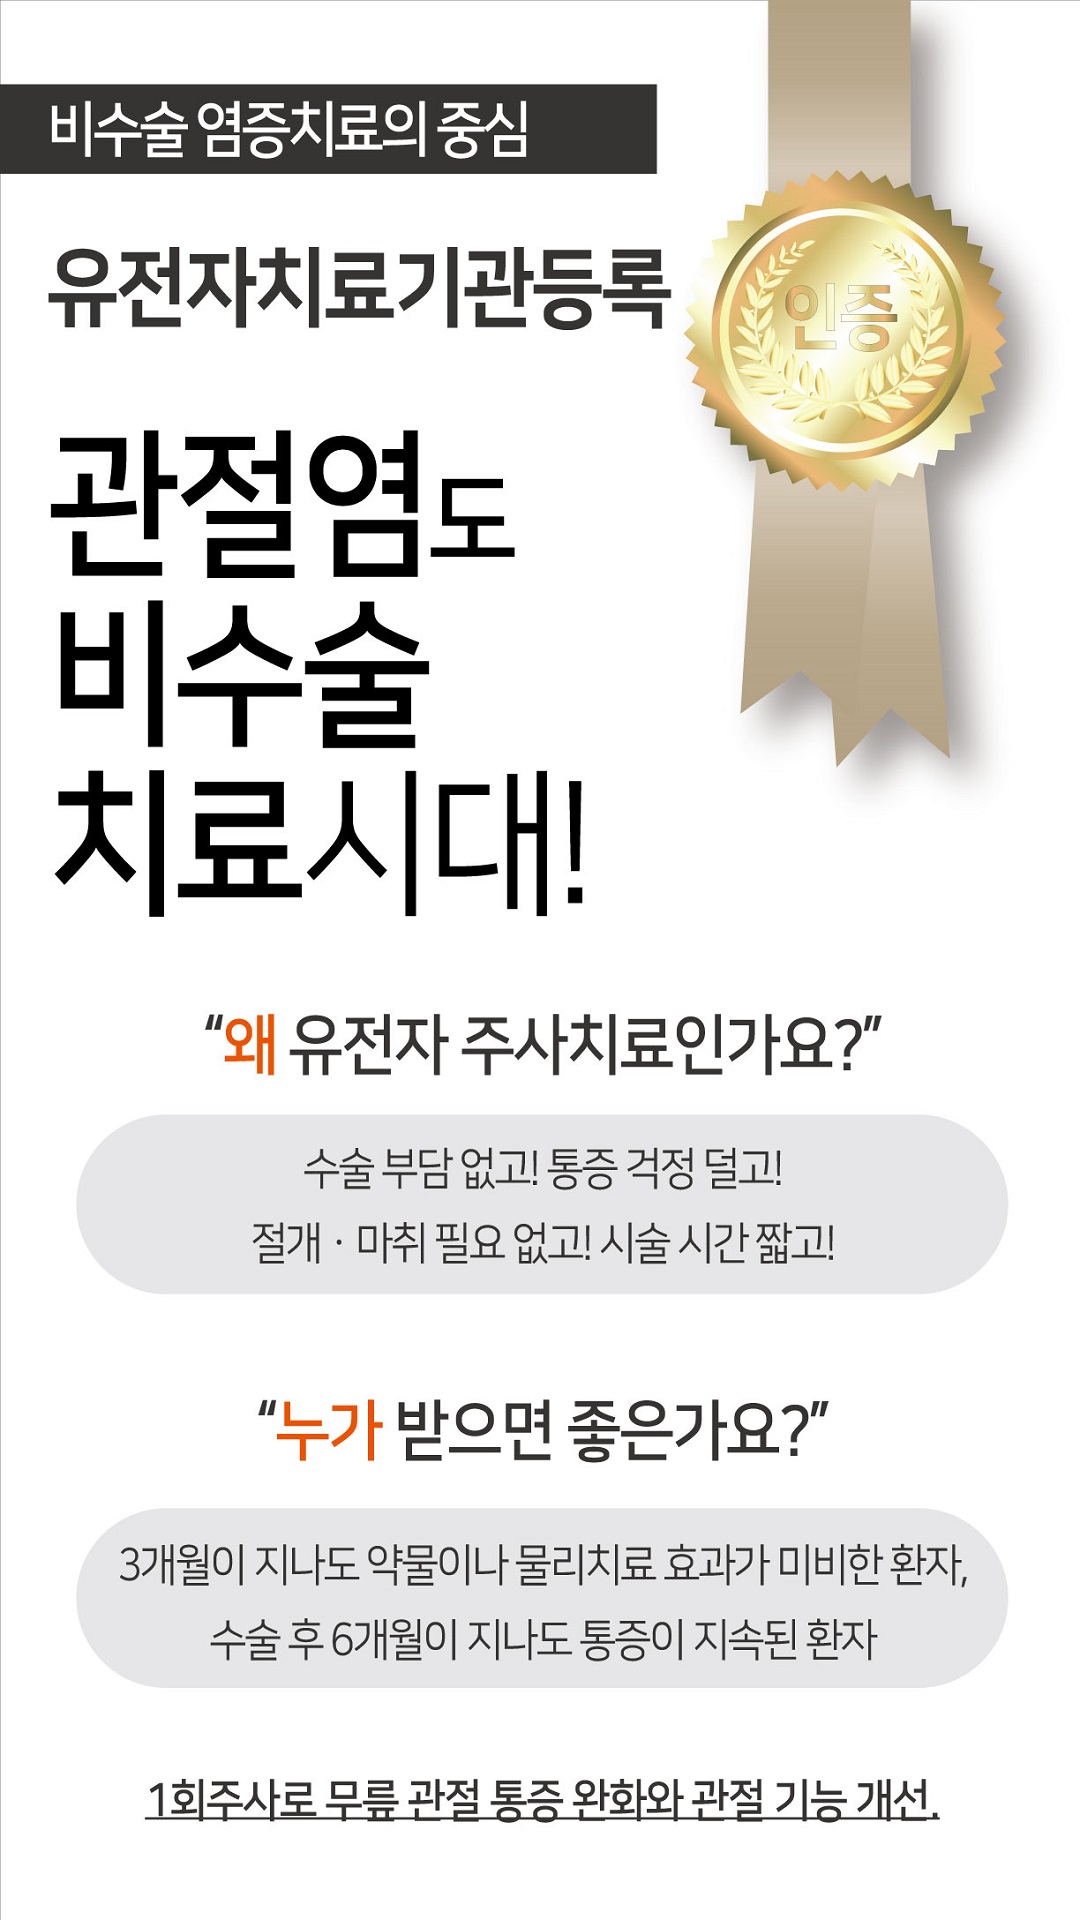 비수술 염증치료의 중심
유전자치료기관등록
인증
관절염도
비수술
치료시대!
“왜 유전자 주사치료인가요?”
수술 부담 없고! 통증 걱정 덜고!
절개 · 마취 필요 없고! 시술 시간 짧고!
“누가 받으면 좋은가요?”
3개월이 지나도 약물이나 물리치료 효과가 미비한 환자,
수술 후 6개월이 지나도 통증이 지속된 환자
1회주사로 무릎 관절 통증 완화와 관절 기능 개선.